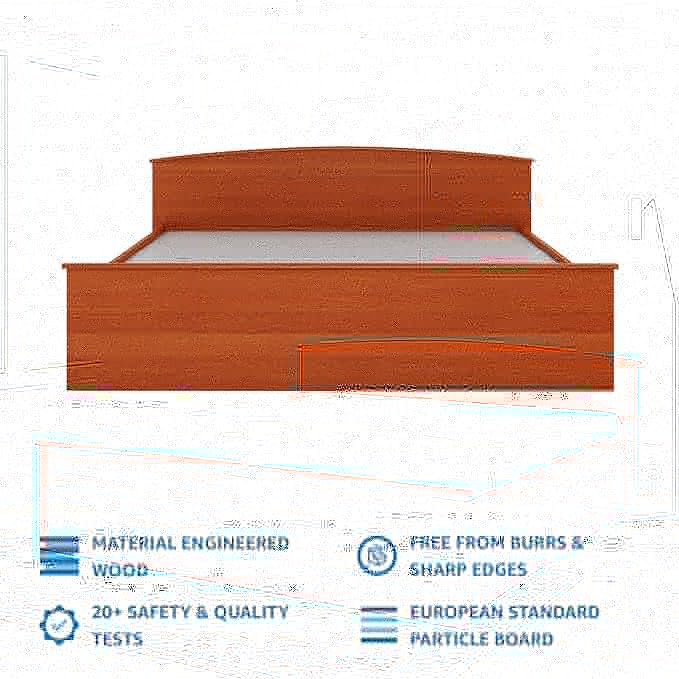 MATERIAL ENGINEERED
WOOD
FREE FROM BURRS &
SHARP EDGES
20+ SAFETY & QUALITY
TESTS
EUROPEAN STANDARD
PARTICLE BOARD